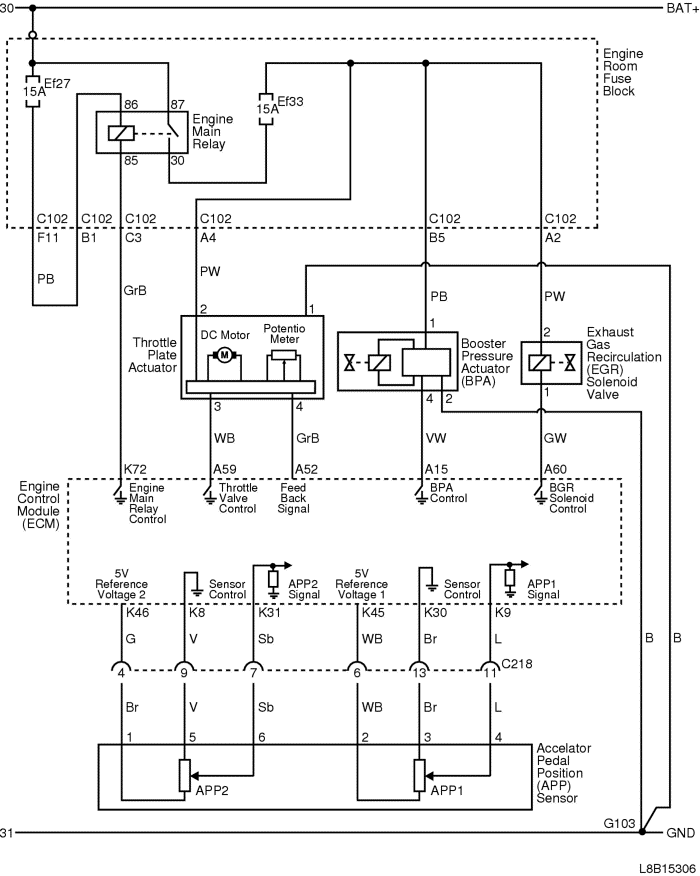 30
BAT+
Engine
Room
Fuse
Block
Ef27
15A
86
87
Engine
Main
Relay
85
30
15A
Ef33
C102
C102
C102
C102
C102
C102
F11
B1
C3
A4
B5
A2
PB
GrB
PW
PB
PW
2
1
1
2
Throttle
Plate
Actuator
DC Motor
M
Potentio
Meter
3
4
Booster
Pressure
Actuator
(BPA)
4
2
Exhaust
Gas
Recirculation
(EGR)
Solenoid
Valve
1
WB
GrB
VW
GW
Engine
Control
Module
(ECM)
K72
A59
A52
A15
A60
Engine
Main
Relay
Control
Throttle
Valve
Control
Feed
Back
Signal
BPA
Control
BGR
Solenoid
Control
5V
Reference
Voltage 2
Sensor
Control
APP2
Signal
5V
Reference
Voltage 1
Sensor
Control
APP1
Signal
K46
K8
K31
K45
K30
K9
G
V
Sb
WB
Br
L
B
B
4
9
7
6
13
11
C218
Br
V
Sb
WB
Br
L
1
5
6
2
3
4
APP2
APP1
Accelator
Pedal
Position
(APP)
Sensor
31
G103
GND
L8B15306